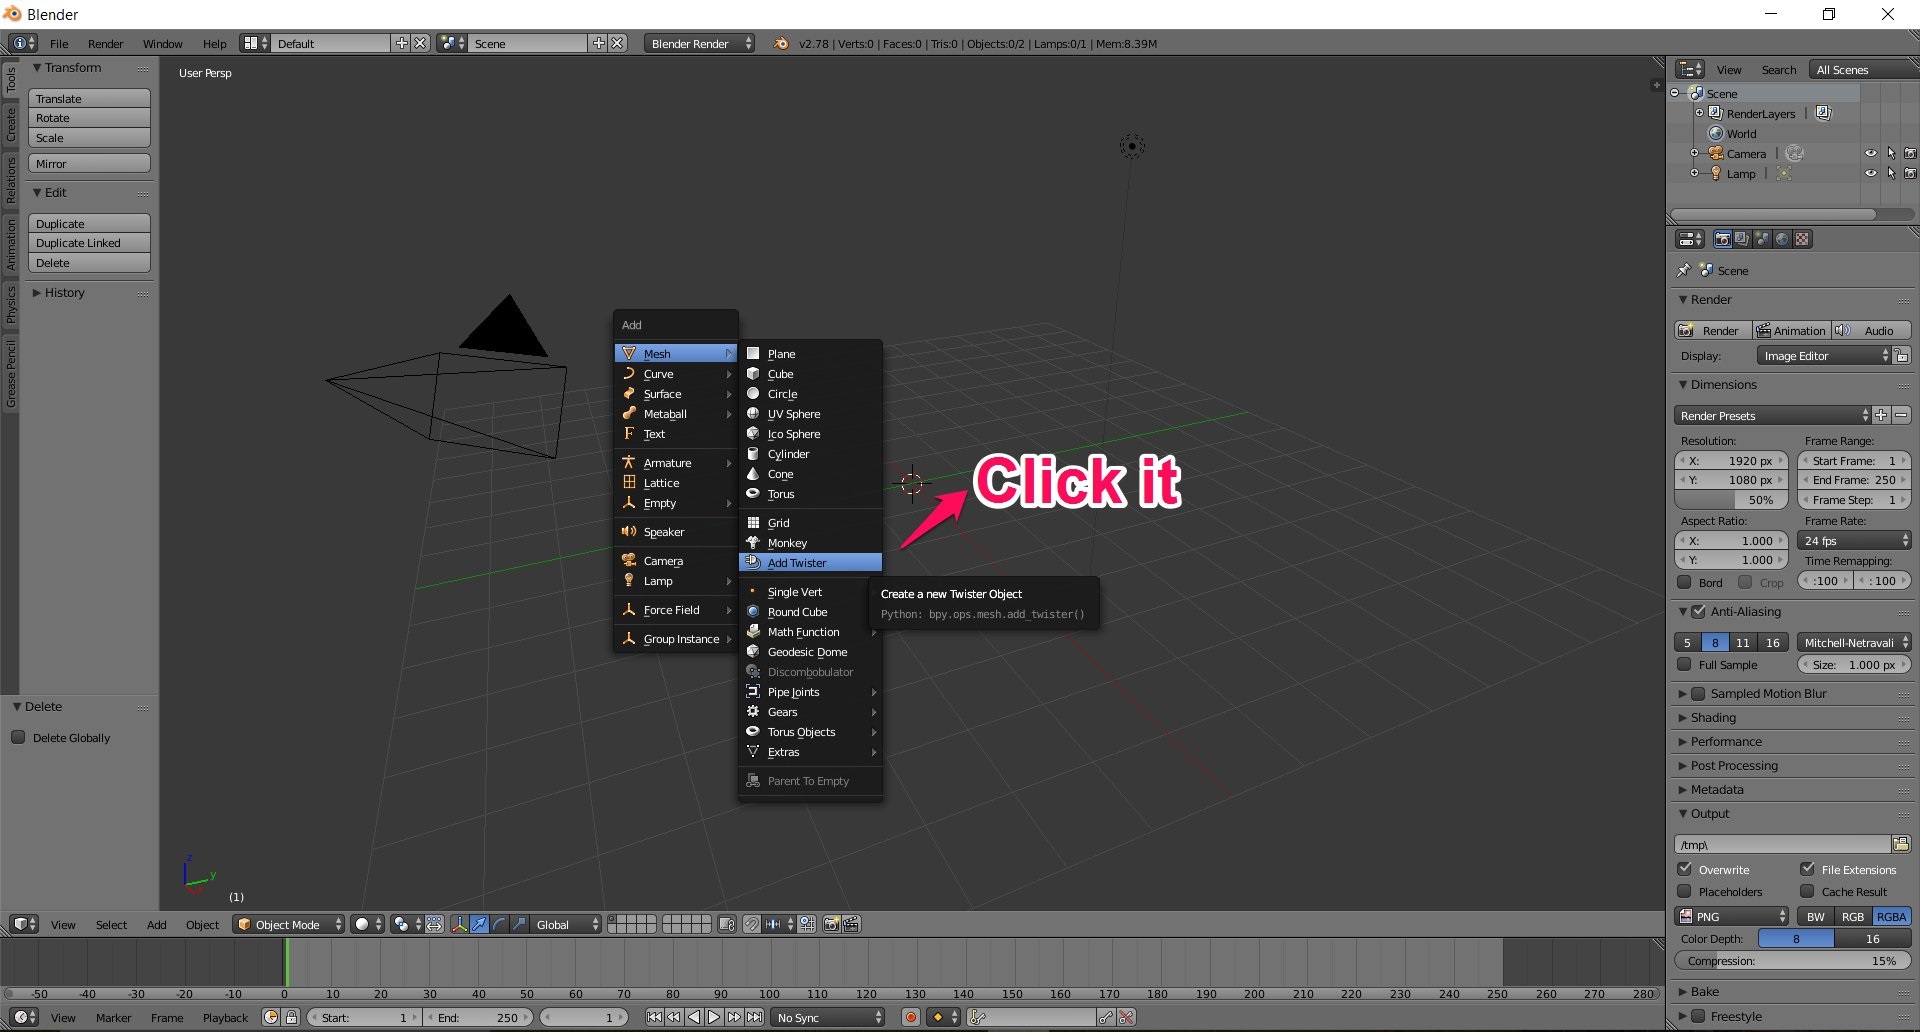 Blender
File Render Window Help Default Scene Blender Render v2.78 | Verts:0 | Faces:0 | Tris:0 | Objects:0/2 | Lamps:0/1 | Mem:8.39M
Tools
Create
Relations
Animation
Physics
Grease Pencil
Transform
Translate
Rotate
Scale
Mirror
Edit
Duplicate
Duplicate Linked
Delete
History
Delete
Delete Globally
User Persp
Add
Mesh
Curve
Surface
Metaball
Text
Armature
Lattice
Empty
Speaker
Camera
Lamp
Force Field
Group Instance
Plane
Cube
Circle
UV Sphere
Ico Sphere
Cylinder
Cone
Torus
Grid
Monkey
Add Twister
Single Vert
Round Cube
Math Function
Geodesic Dome
Discombobulator
Pipe Joints
Gears
Torus Objects
Extras
Parent To Empty
Create a new Twister Object
Python: bpy.ops.mesh.add_twister()
Click it
z
y
x
(1)
View Select Add Object Object Mode Global
-50 -40 -30 -20 -10 0 10 20 30 40 50 60 70 80 90 100 110 120 130 140 150 160 170 180 190 200 210 220 230 240 250 260 270 280
View Marker Frame Playback Start: 1 End: 250 1 No Sync
View Search All Scenes
Scene
RenderLayers |
World
Camera |
Lamp |
Scene
Render
Render Animation Audio
Display: Image Editor
Dimensions
Render Presets
Resolution: Frame Range:
X: 1920 px Start Frame: 1
Y: 1080 px End Frame: 250
50% Frame Step: 1
Aspect Ratio: Frame Rate:
X: 1.000 24 fps
Y: 1.000 Time Remapping:
Bord Crop :100 : 100
Anti-Aliasing
5 8 11 16 Mitchell-Netravali
Full Sample Size: 1.000 px
Sampled Motion Blur
Shading
Performance
Post Processing
Metadata
Output
/tmp\
Overwrite File Extensions
Placeholders Cache Result
PNG BW RGB RGBA
Color Depth: 8 16
Compression: 15%
Bake
Freestyle